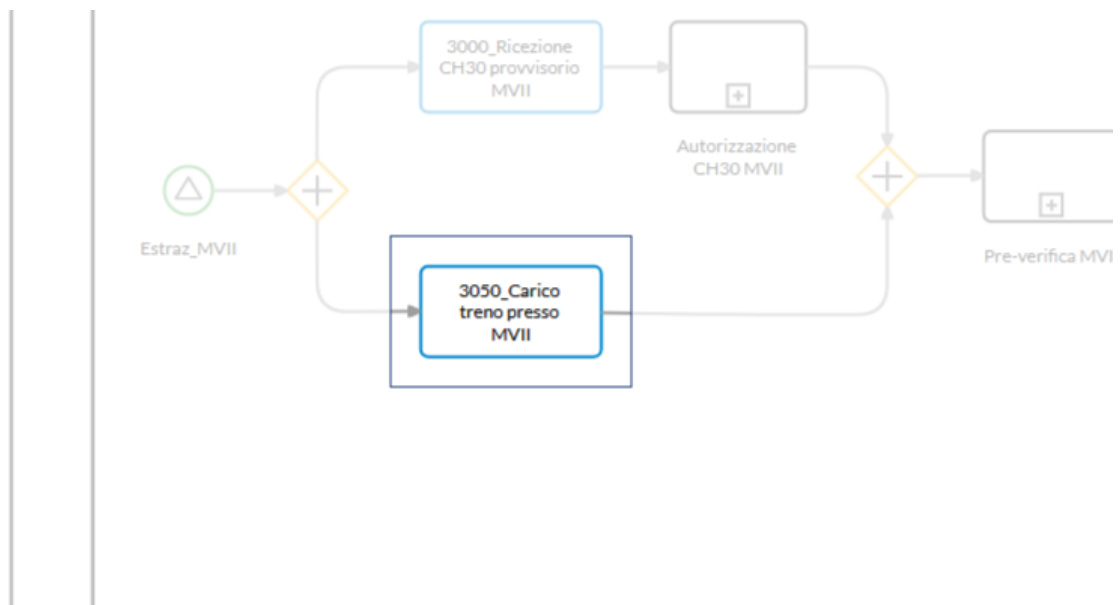 3000_Ricezione
CH30 provvisorio
MVII
Autorizzazione
CH30 MVII
Estraz_MVII
Pre-verifica MVI
3050_Carico
treno presso
MVII